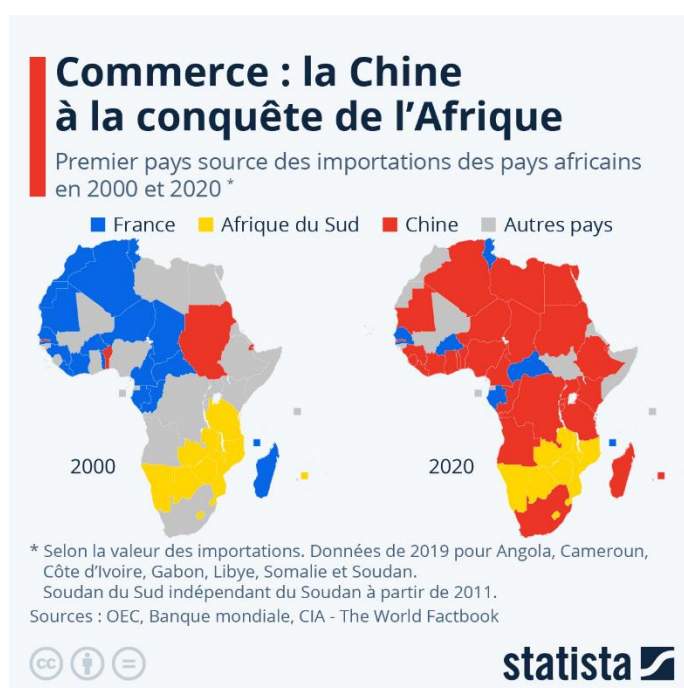 Commerce : la Chine
à la conquête de l'Afrique
Premier pays source des importations des pays africains
en 2000 et 2020 *
France Afrique du Sud Chine Autres pays
2000 2020
* Selon la valeur des importations. Données de 2019 pour Angola, Cameroun,
Côte d'Ivoire, Gabon, Libye, Somalie et Soudan.
Soudan du Sud indépendant du Soudan à partir de 2011.
Sources : OEC, Banque mondiale, CIA - The World Factbook
cc statista